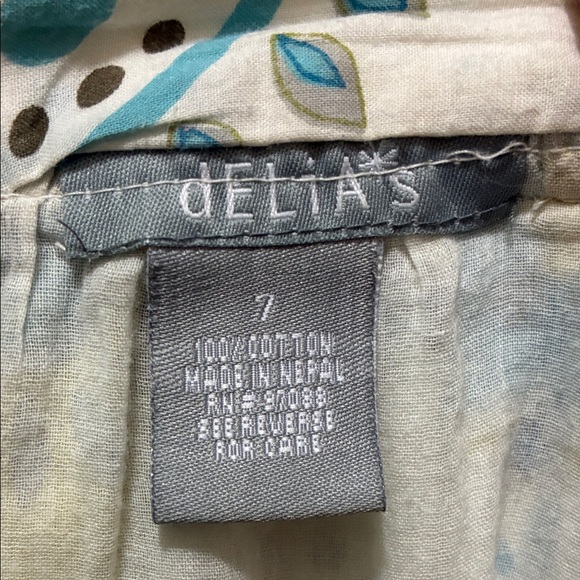 dELiA*s
7
100% COTTON
MADE IN NEPAL
RN # 97088
SEE REVERSE
FOR CARE